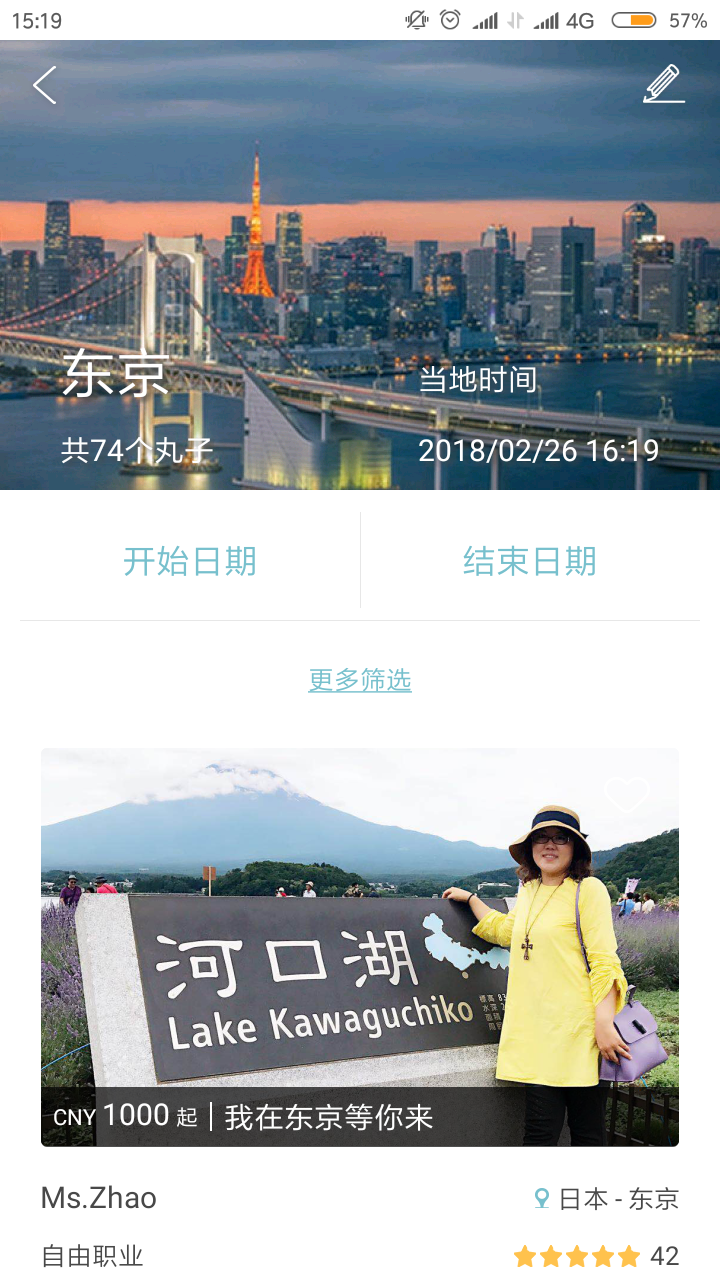 15:19
4G 57%
东京
当地时间
共74个丸子
2018/02/26 16:19
开始日期
结束日期
更多筛选
河口湖
Lake Kawaguchiko
CNY 1000 起 | 我在东京等你来
Ms.Zhao
日本 - 东京
自由职业
42